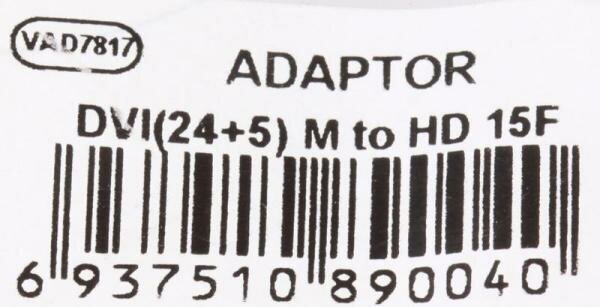 VAD7817
ADAPTOR
DVI(24+5) M to HD 15F
6 937510 890040